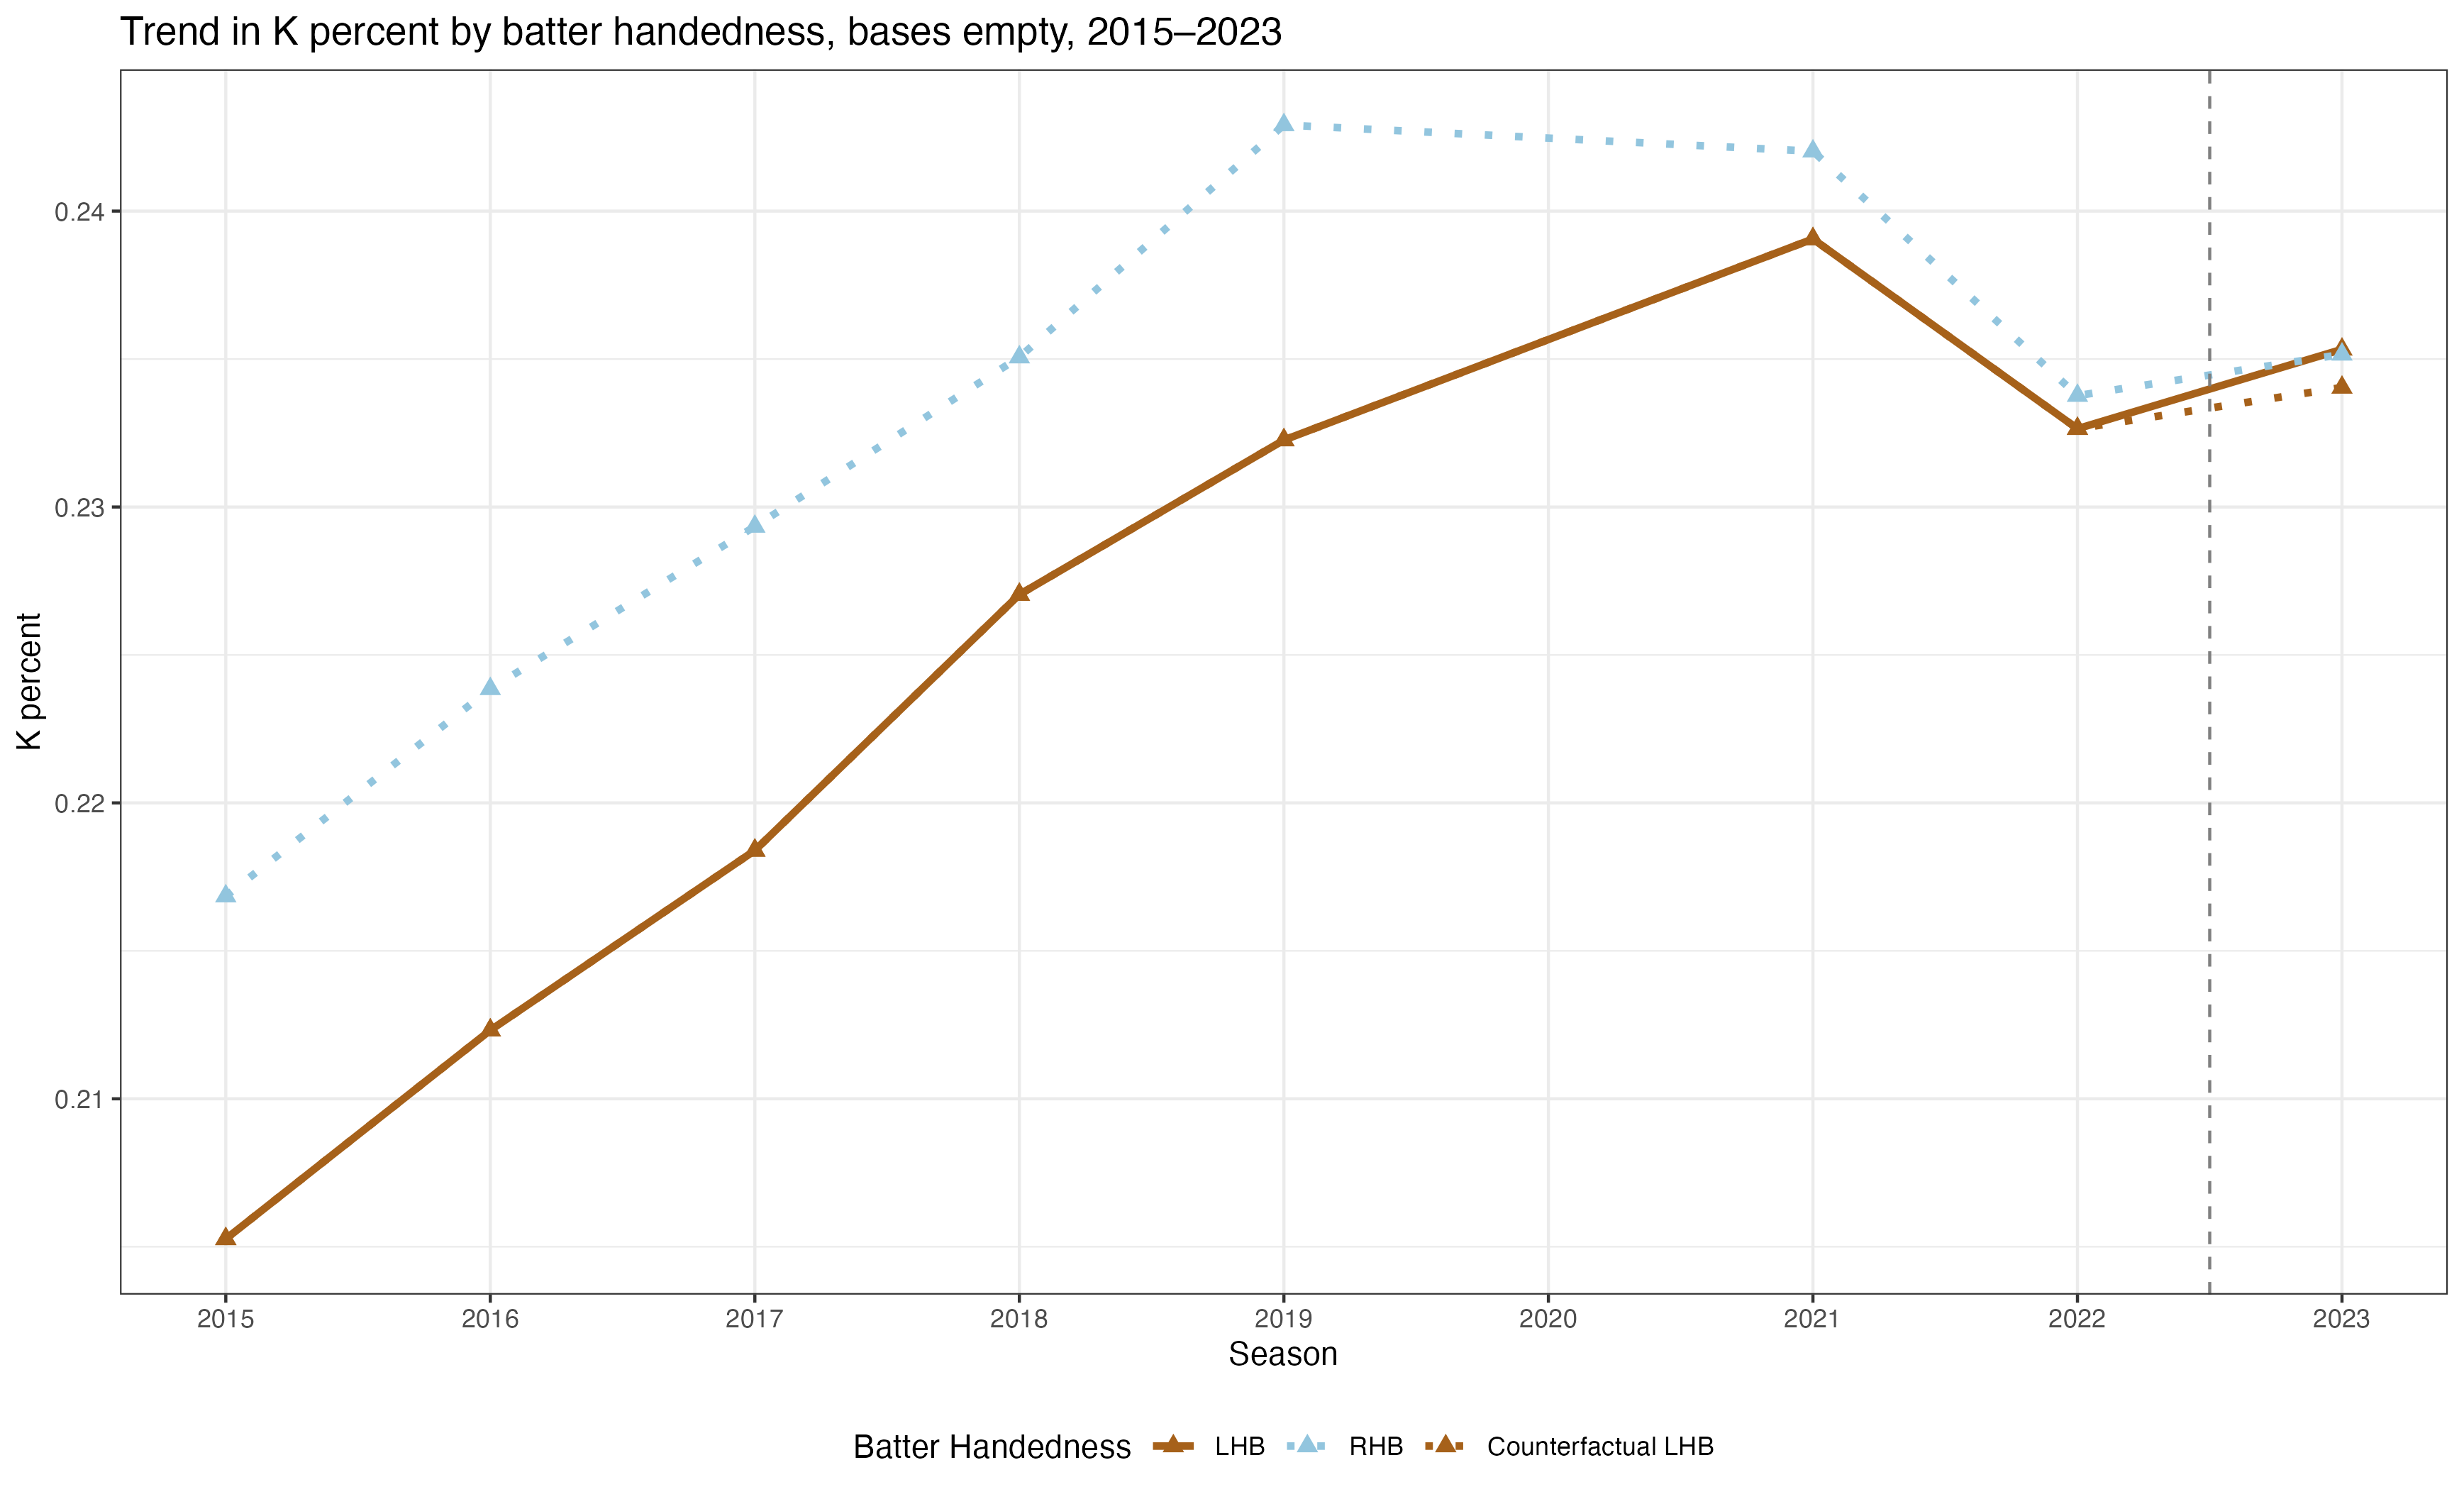 Trend in K percent by batter handedness, bases empty, 2015–2023
K percent
0.24
0.23
0.22
0.21
2015 2016 2017 2018 2019 2020 2021 2022 2023
Season
Batter Handedness LHB RHB Counterfactual LHB